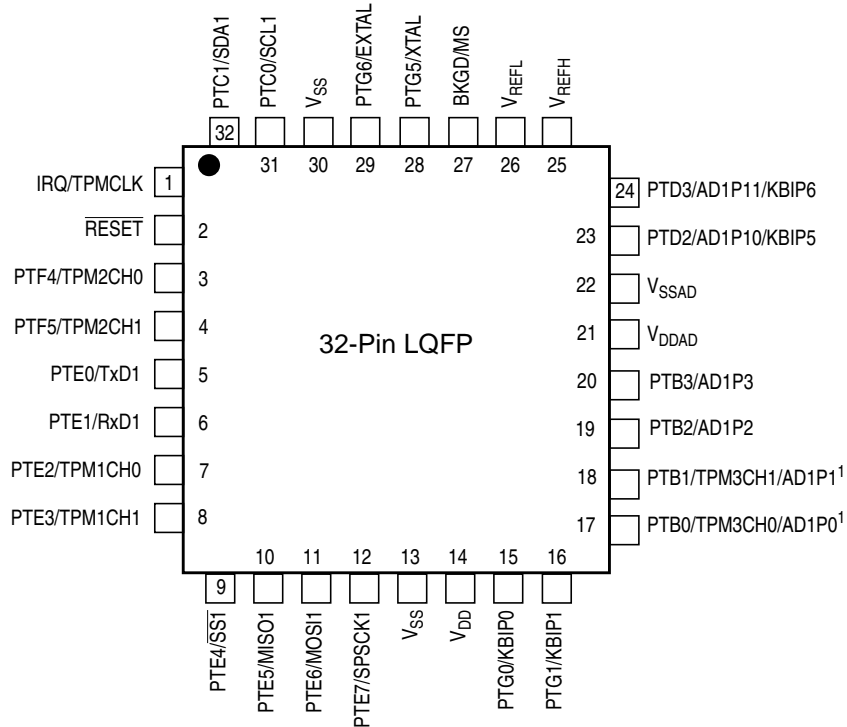 PTC1/SDA1
PTC0/SCL1
VSS
PTG6/EXTAL
PTG5/XTAL
BKGD/MS
VREFL
VREFH
32
31
30
29
28
27
26
25
IRQ/TPMCLK 1
RESET 2
PTF4/TPM2CH0 3
PTF5/TPM2CH1 4
PTE0/TxD1 5
PTE1/RxD1 6
PTE2/TPM1CH0 7
PTE3/TPM1CH1 8
32-Pin LQFP
24 PTD3/AD1P11/KBIP6
23 PTD2/AD1P10/KBIP5
22 VSSAD
21 VDDAD
20 PTB3/AD1P3
19 PTB2/AD1P2
18 PTB1/TPM3CH1/AD1P1¹
17 PTB0/TPM3CH0/AD1P0¹
9
10
11
12
13
14
15
16
PTE4/SS1
PTE5/MISO1
PTE6/MOSI1
PTE7/SPSCK1
VSS
VDD
PTG0/KBIP0
PTG1/KBIP1